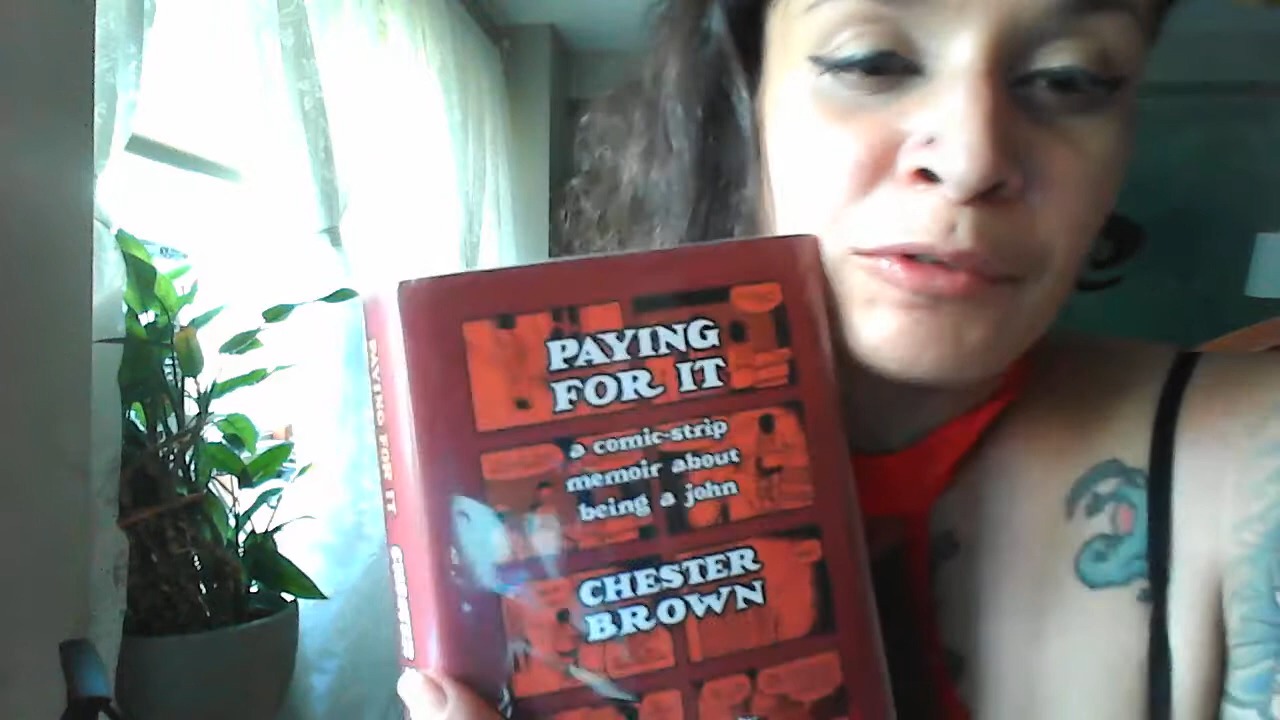 PAYING
FOR IT
a comic-strip
memoir about
being a john
CHESTER
BROWN
PAYING FOR IT